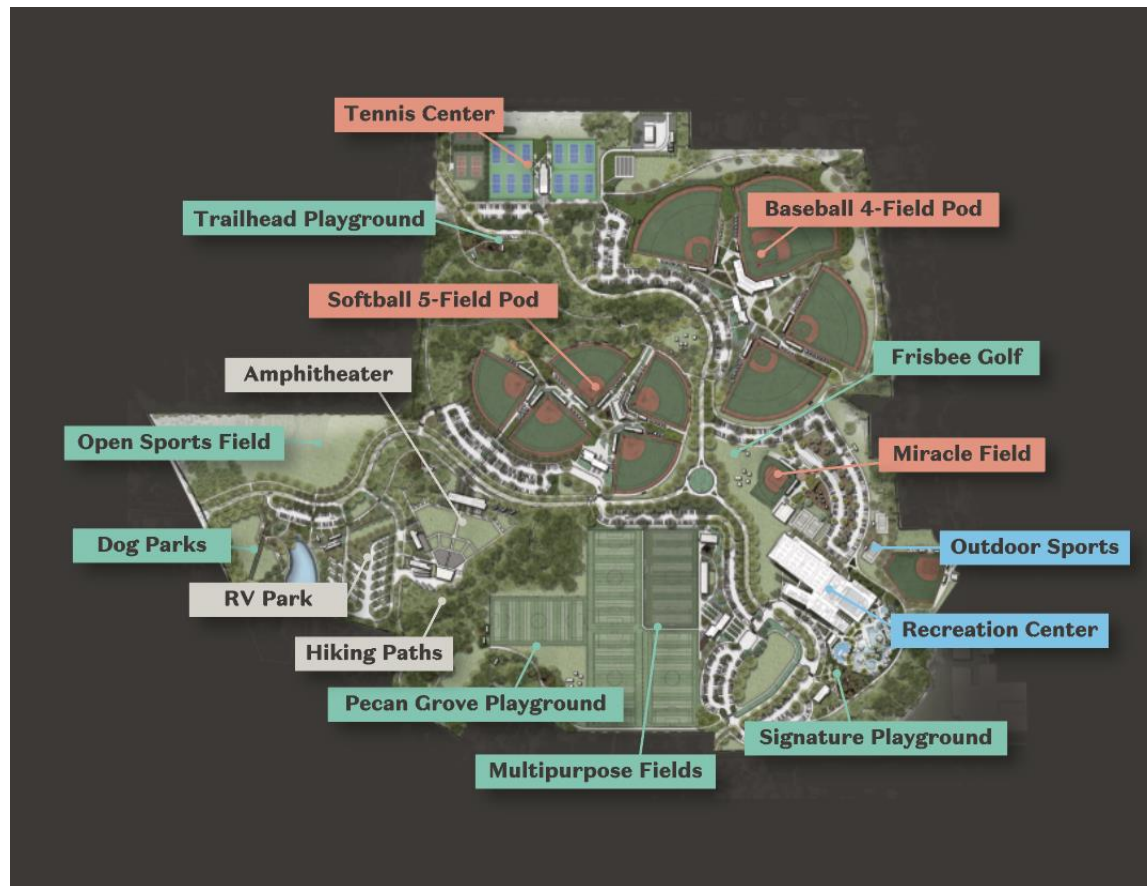 Tennis Center
Baseball 4-Field Pod
Trailhead Playground
Softball 5-Field Pod
Frisbee Golf
Amphitheater
Open Sports Field
Miracle Field
Dog Parks
Outdoor Sports
RV Park
Recreation Center
Hiking Paths
Pecan Grove Playground
Signature Playground
Multipurpose Fields